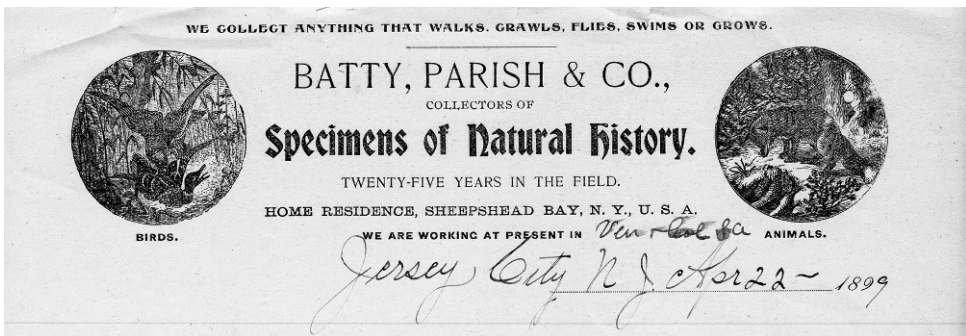 WE COLLECT ANYTHING THAT WALKS, CRAWLS, FLIES, SWIMS OR GROWS.
BATTY, PARISH & CO.,
COLLECTORS OF
Specimens of Natural History.
TWENTY-FIVE YEARS IN THE FIELD.
HOME RESIDENCE, SHEEPSHEAD BAY, N. Y., U. S. A.
BIRDS.
WE ARE WORKING AT PRESENT IN
ANIMALS.
Jersey City N J. Apr 22 - 1899